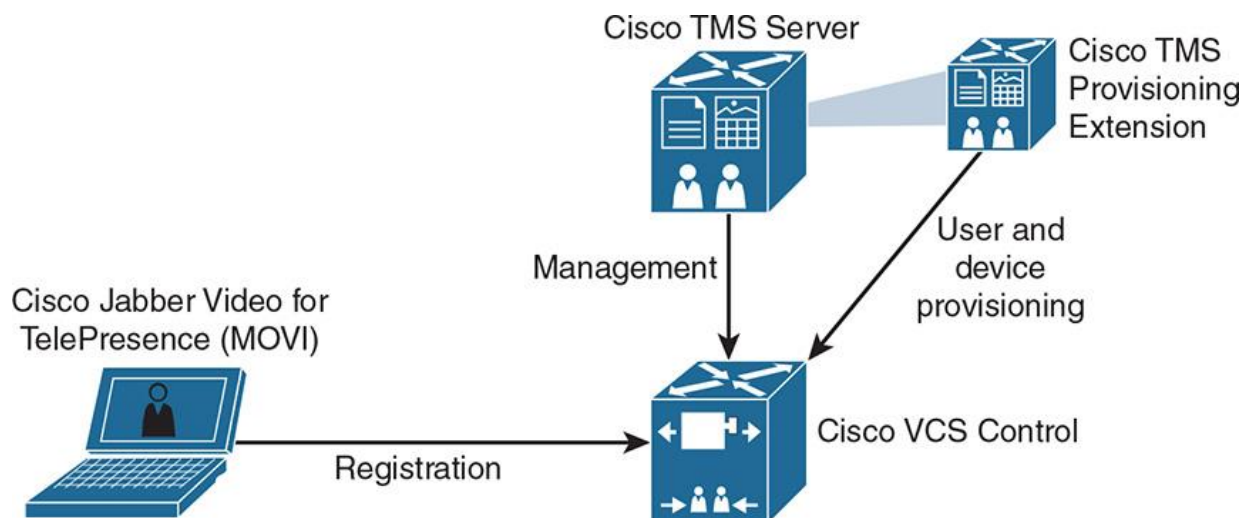 Cisco TMS Server
Cisco TMS
Provisioning
Extension
Management
User and
device
provisioning
Cisco Jabber Video for
TelePresence (MOVI)
Registration
Cisco VCS Control